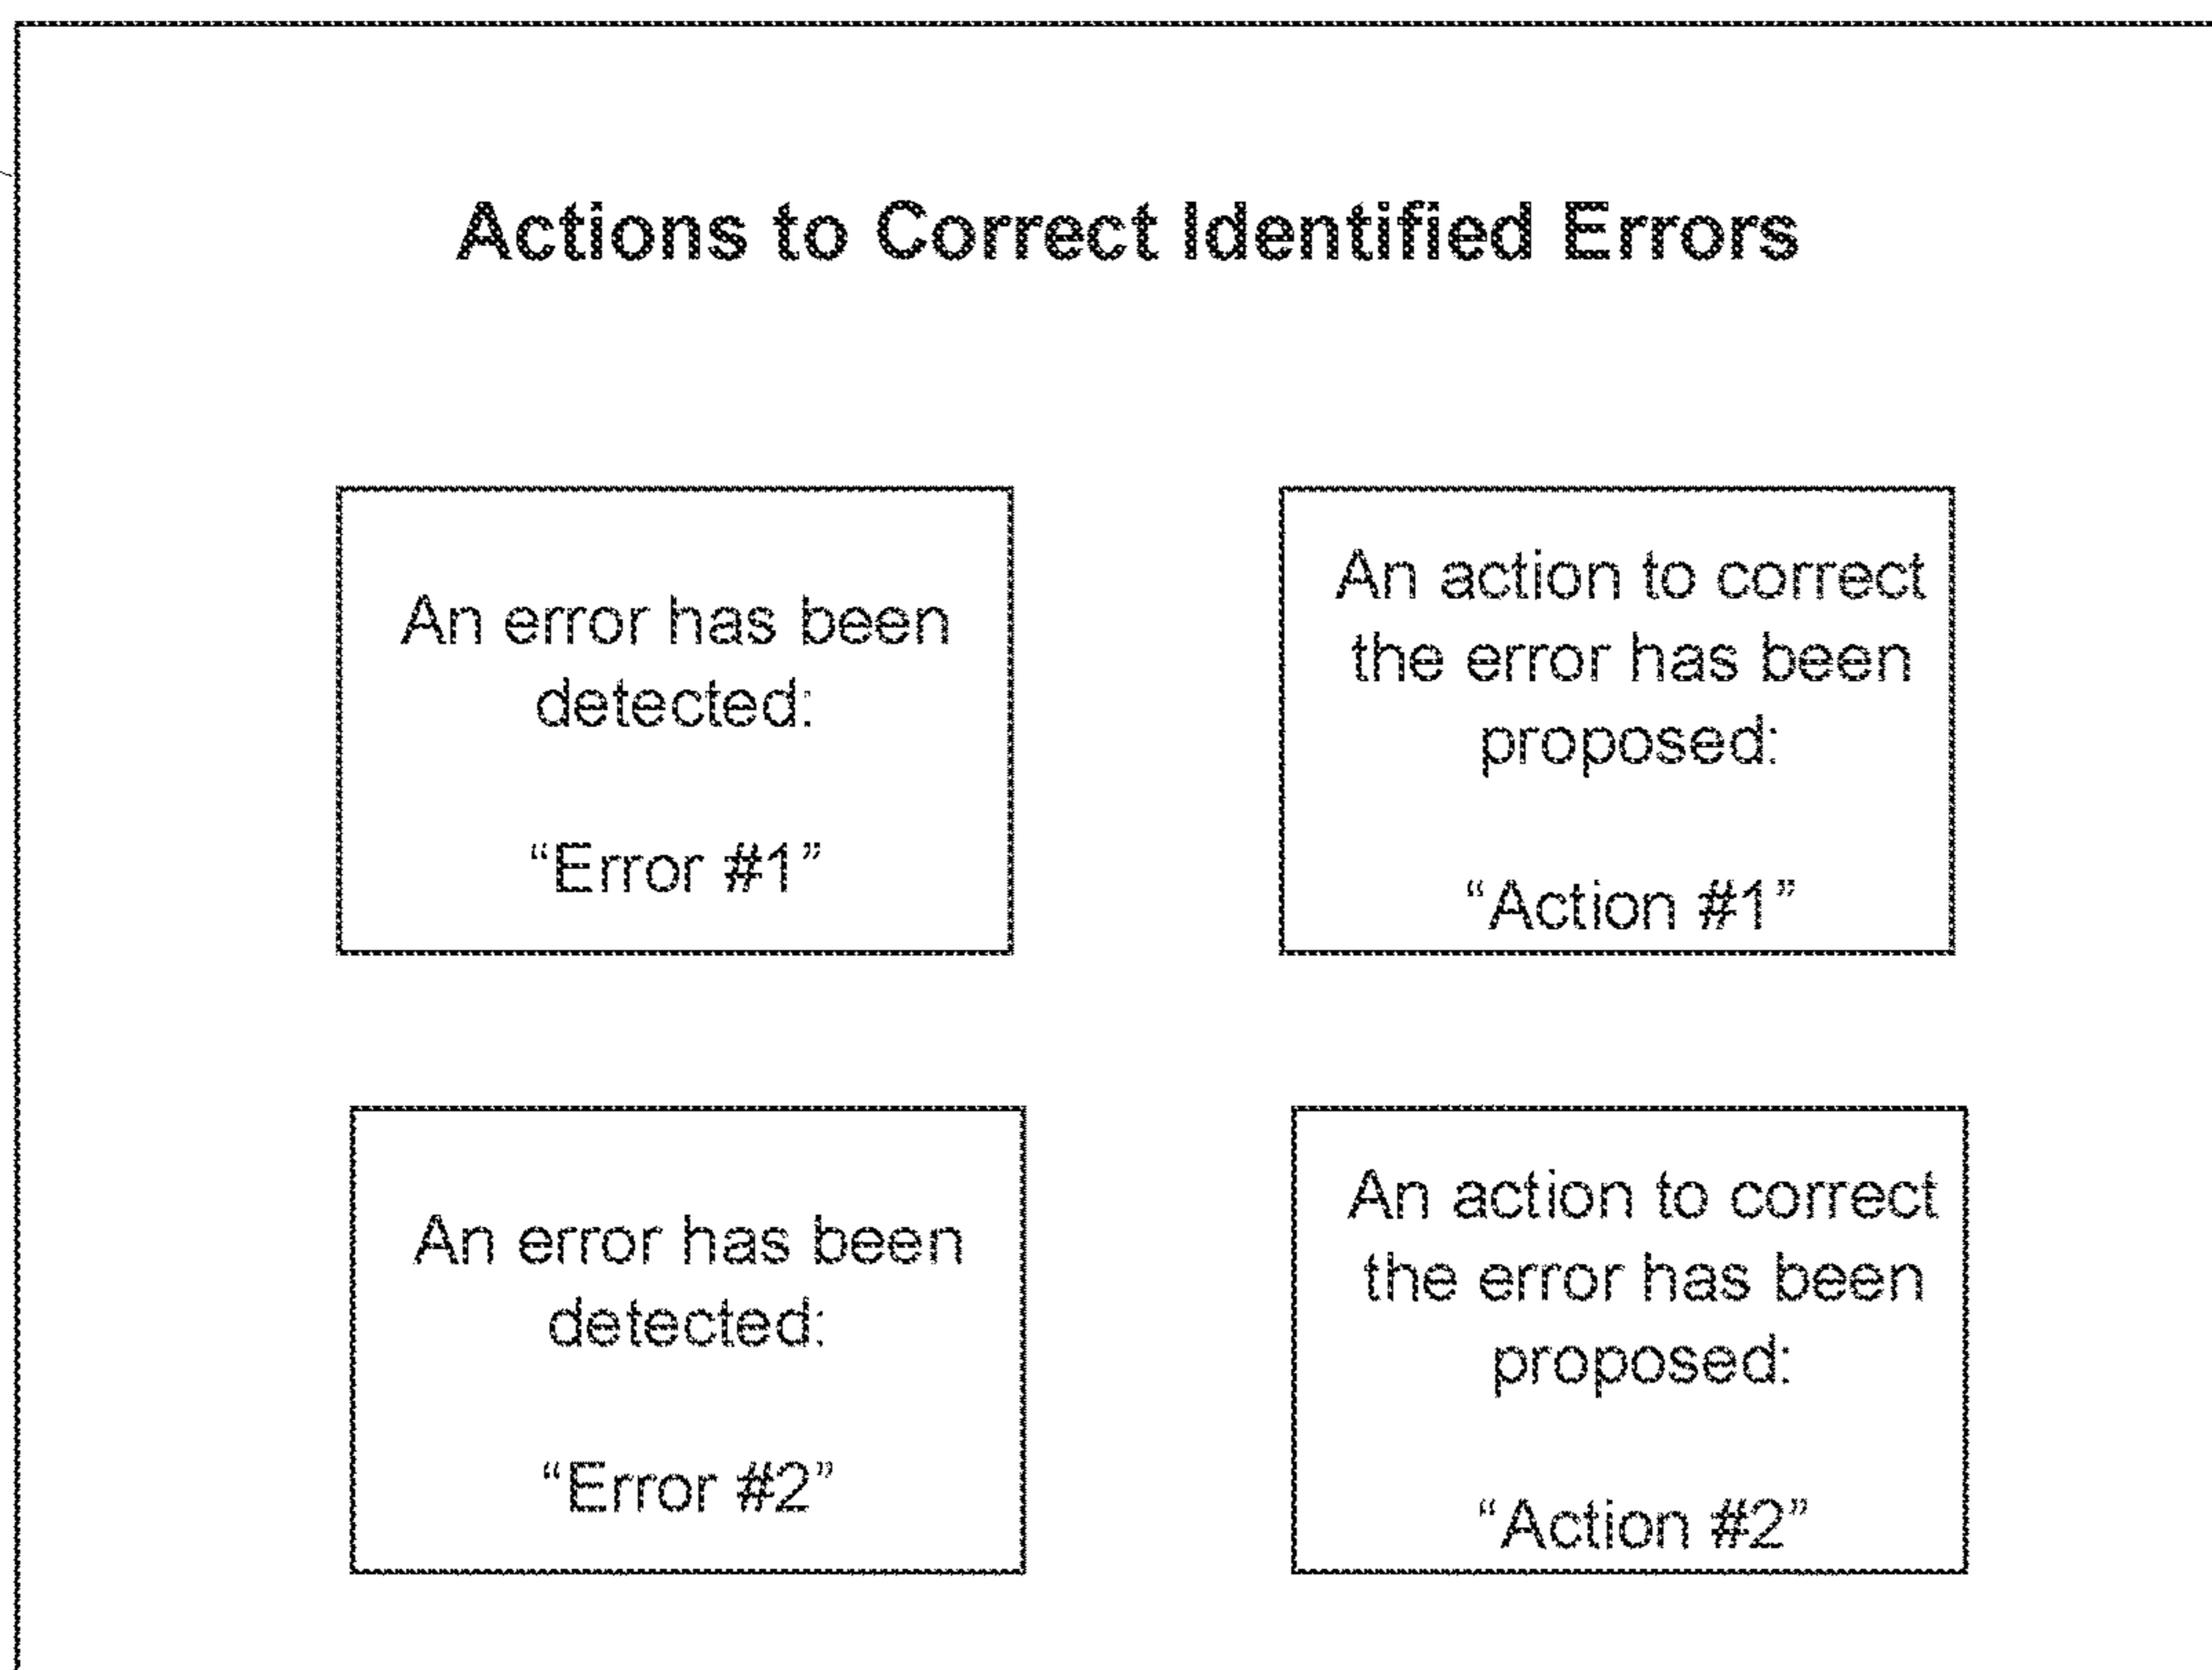 Actions to Correct Identified Errors
An error has been
detected:
“Error #1”
An action to correct
the error has been
proposed:
“Action #1”
An error has been
detected:
“Error #2”
An action to correct
the error has been
proposed:
“Action #2”